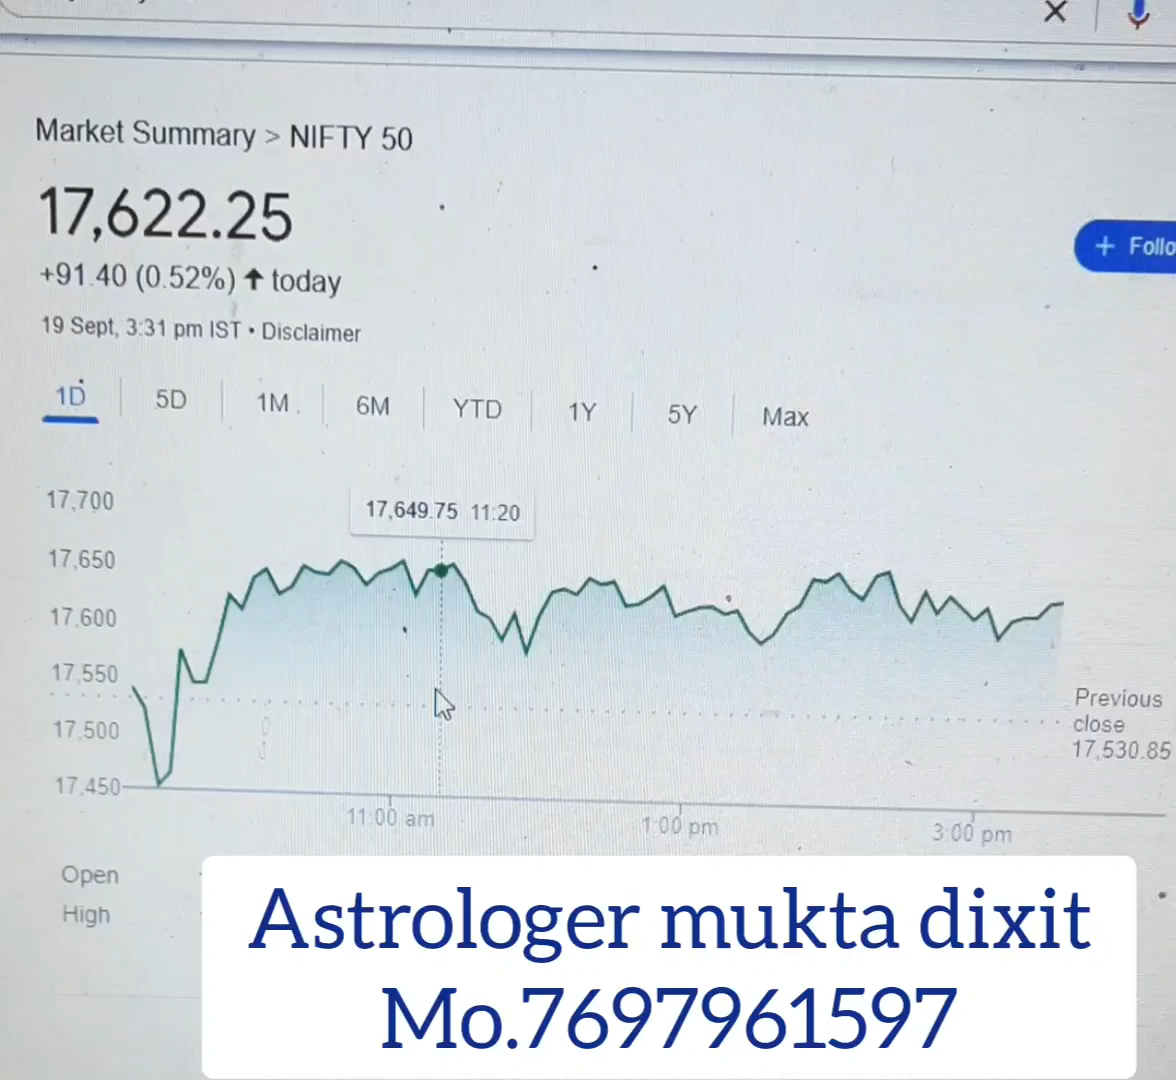 Market Summary > NIFTY 50
17,622.25
+ Follo
+91.40 (0.52%) ↑ today
19 Sept, 3:31 pm IST • Disclaimer
1D 5D 1M 6M YTD 1Y 5Y Max
17,700
17,649.75 11:20
17,650
17,600
17,550
17,500
17,450
Previous
close
17,530.85
11:00 am 1:00 pm 3:00 pm
Open
High
Astrologer mukta dixit
Mo.7697961597